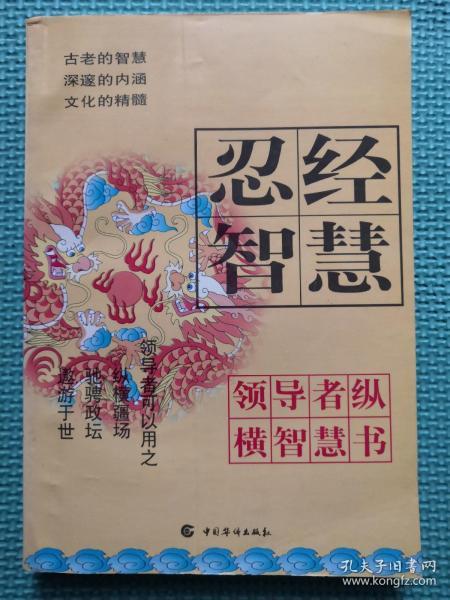 古老的智慧
深邃的内涵
文化的精髓
忍经
智慧
领导者可以用之
纵横疆场
驰骋政坛
遨游于世
领导者纵
横智慧书
中国华侨出版社
孔夫子旧书网
www.kongfz.com